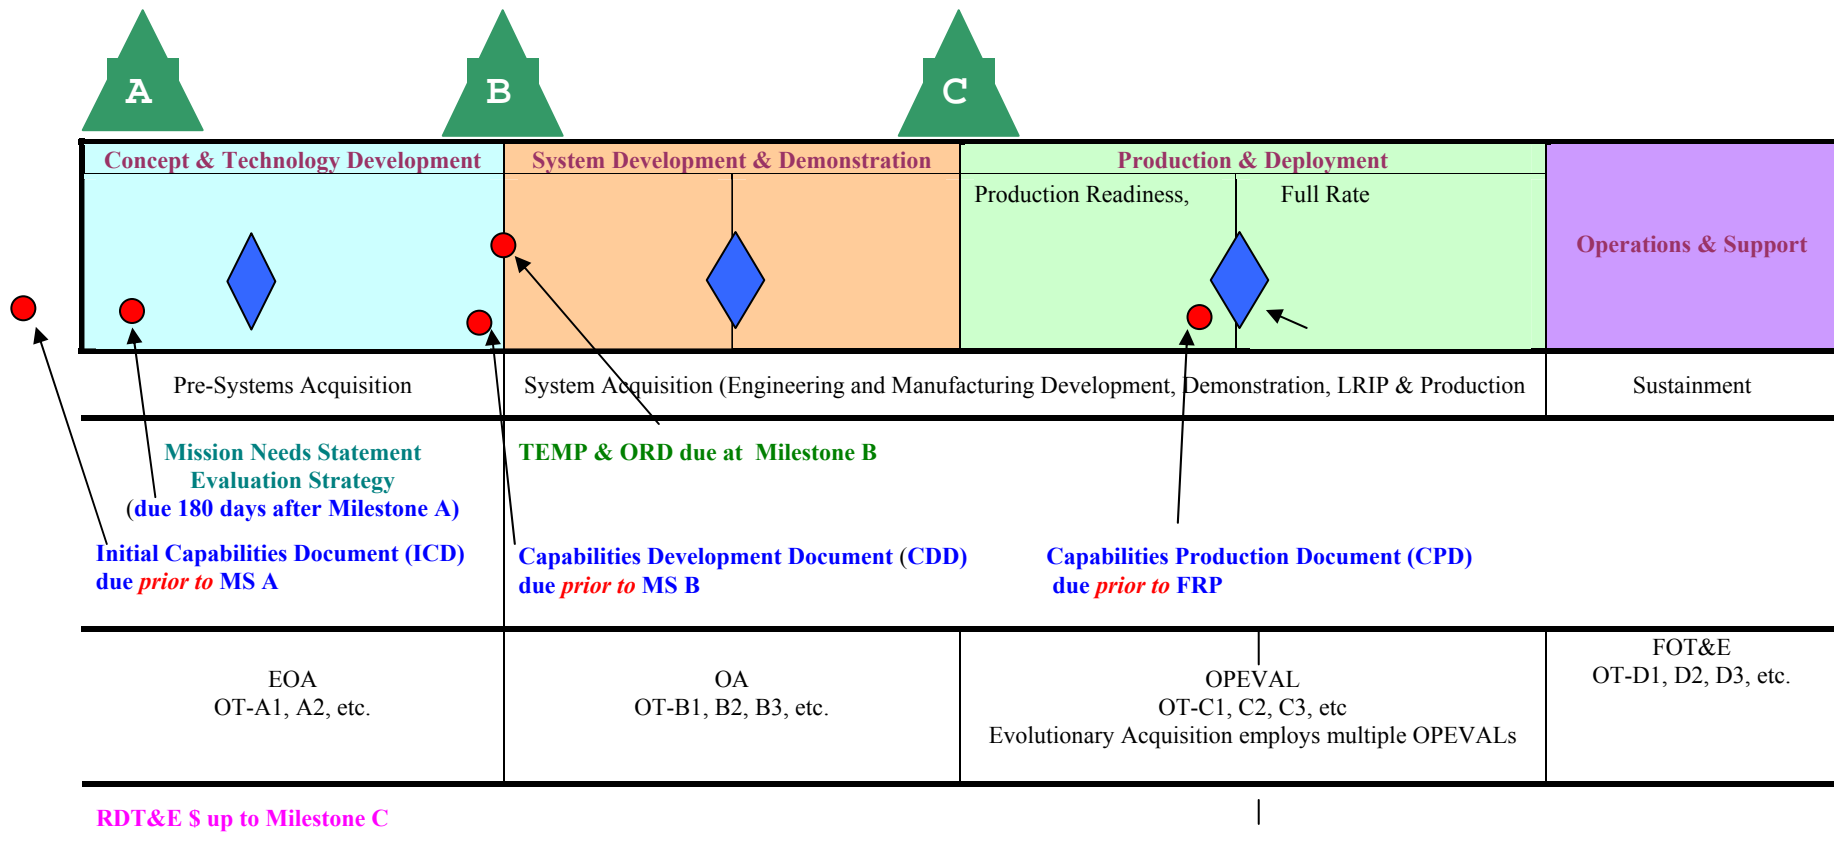 A
B
C
Concept & Technology Development
System Development & Demonstration
Production & Deployment
Production Readiness,
Full Rate
Operations & Support
Pre-Systems Acquisition
System Acquisition (Engineering and Manufacturing Development, Demonstration, LRIP & Production
Sustainment
Mission Needs Statement
Evaluation Strategy
(due 180 days after Milestone A)
TEMP & ORD due at Milestone B
Initial Capabilities Document (ICD)
due prior to MS A
Capabilities Development Document (CDD)
due prior to MS B
Capabilities Production Document (CPD)
due prior to FRP
EOA
OT-A1, A2, etc.
OA
OT-B1, B2, B3, etc.
OPEVAL
OT-C1, C2, C3, etc
Evolutionary Acquisition employs multiple OPEVALs
FOT&E
OT-D1, D2, D3, etc.
RDT&E $ up to Milestone C